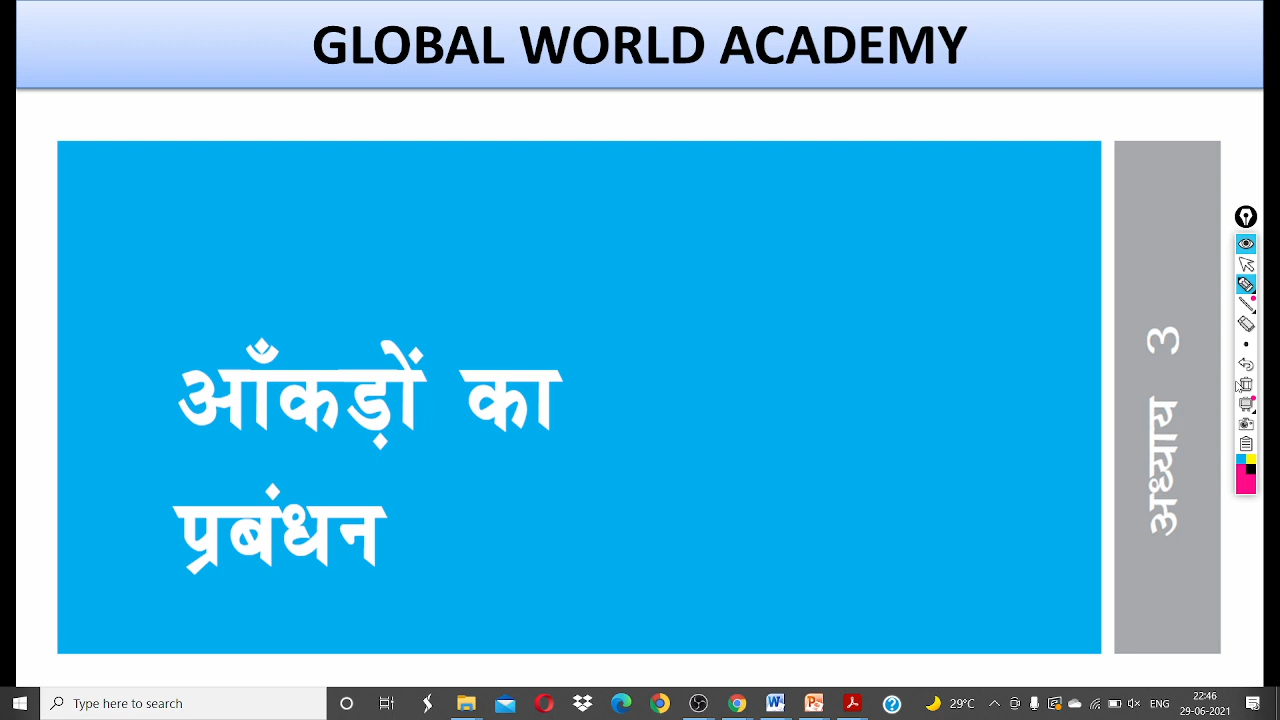 GLOBAL WORLD ACADEMY
आँकड़ों का
प्रबंधन
अध्याय 3
Type here to search
29°C
ENG
22:46
29-06-2021